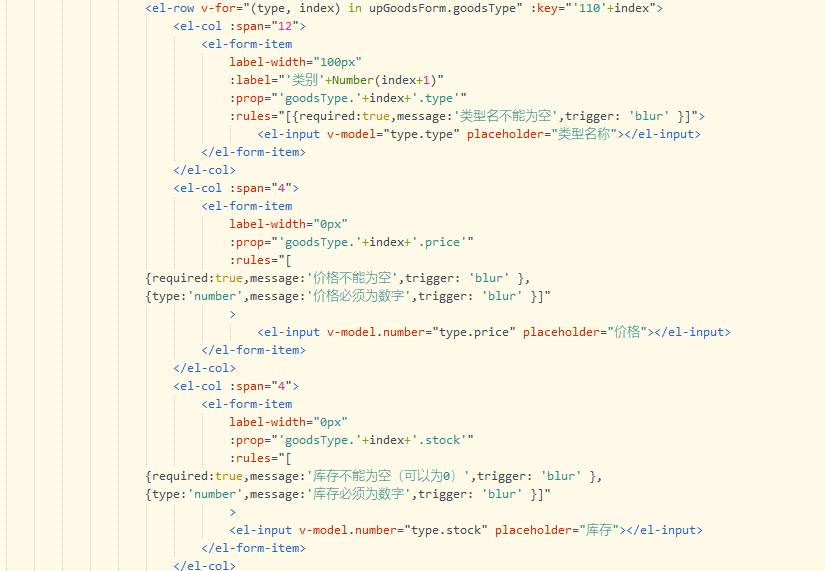 <el-row v-for="(type, index) in upGoodsForm.goodsType" :key="'110'+index">
<el-col :span="12">
<el-form-item
label-width="100px"
:label="'类别'+Number(index+1)"
:prop="'goodsType.'+index+'.type'"
:rules="[{required:true,message:'类型名不能为空',trigger: 'blur' }]">
<el-input v-model="type.type" placeholder="类型名称"></el-input>
</el-form-item>
</el-col>
<el-col :span="4">
<el-form-item
label-width="0px"
:prop="'goodsType.'+index+'.price'"
:rules="[
{required:true,message:'价格不能为空',trigger: 'blur' },
{type:'number',message:'价格必须为数字',trigger: 'blur' }]"
>
<el-input v-model.number="type.price" placeholder="价格"></el-input>
</el-form-item>
</el-col>
<el-col :span="4">
<el-form-item
label-width="0px"
:prop="'goodsType.'+index+'.stock'"
:rules="[
{required:true,message:'库存不能为空（可以为0）',trigger: 'blur' },
{type:'number',message:'库存必须为数字',trigger: 'blur' }]"
>
<el-input v-model.number="type.stock" placeholder="库存"></el-input>
</el-form-item>
</el-col>